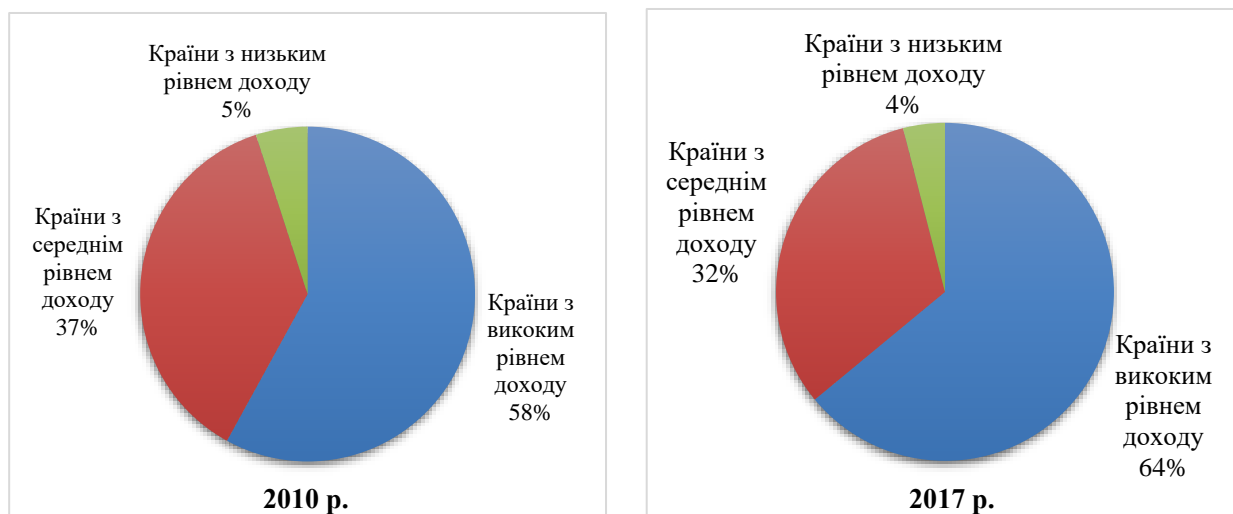 Країни з низьким
рівнем доходу
5%
Країни з
середнім
рівнем
доходу
37%
Країни з
викоким
рівнем
доходу
58%
2010 р.
Країни з низьким
рівнем доходу
4%
Країни з
середнім
рівнем
доходу
32%
Країни з
викоким
рівнем
доходу
64%
2017 р.